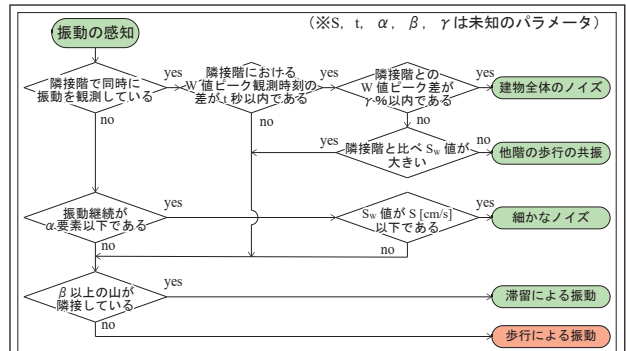 (※S, t, α, β, γは未知のパラメータ)
振動の感知
隣接階で同時に
振動を観測している
yes
no
隣接階における
W値ピーク観測時刻の
差がt秒以内である
yes
no
隣接階との
W値ピーク差が
γ%以内である
yes
no
建物全体のノイズ
隣接階と比べSw値が
大きい
yes
no
他階の歩行の共振
振動継続が
α要素以下である
yes
no
Sw値がS [cm/s]
以下である
yes
no
細かなノイズ
β以上の山が
隣接している
yes
no
滞留による振動
歩行による振動